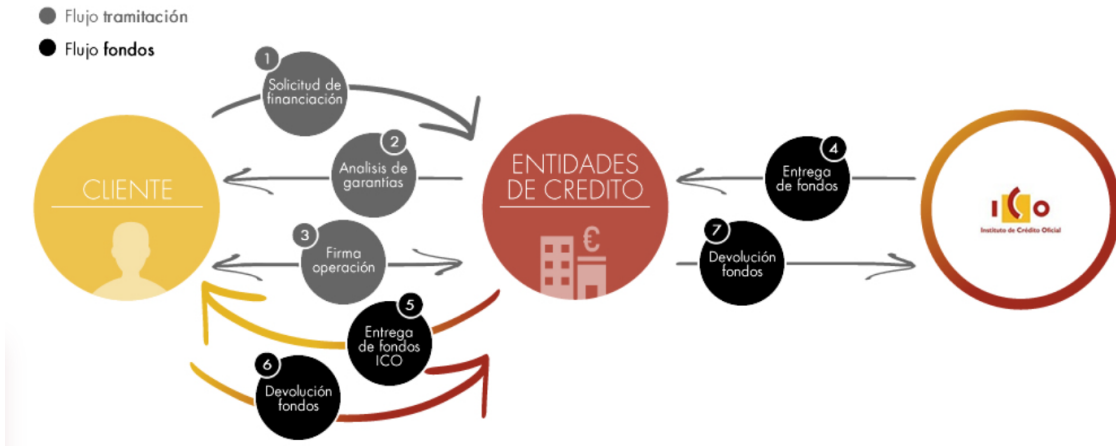 Flujo tramitación
Flujo fondos
1
Solicitud de
financiación
2
Analisis de
garantías
3
Firma
operación
CLIENTE
ENTIDADES
DE CREDITO
€
4
Entrega
de fondos
7
Devolución
fondos
ICO
Instituto de Crédito Oficial
5
Entrega
de fondos
ICO
6
Devolución
fondos